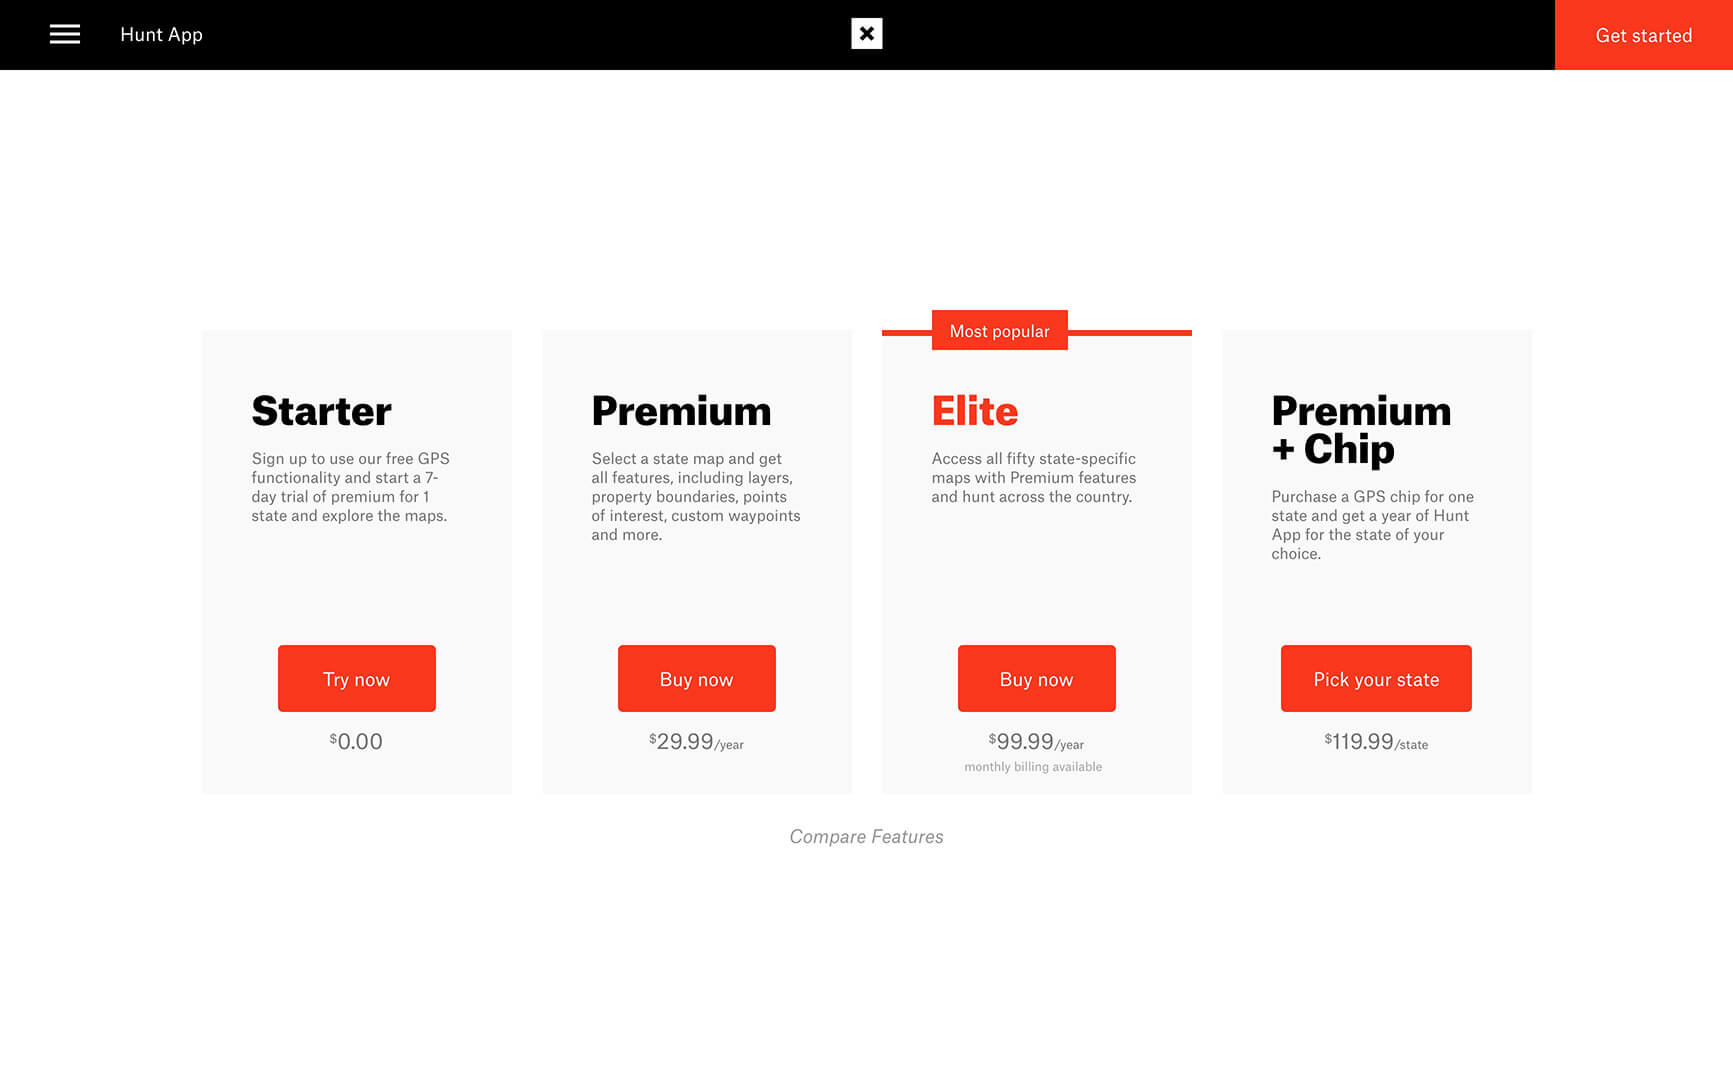 Hunt App
Get started
Starter
Sign up to use our free GPS
functionality and start a 7-
day trial of premium for 1
state and explore the maps.
Try now
$0.00
Premium
Select a state map and get
all features, including layers,
property boundaries, points
of interest, custom waypoints
and more.
Buy now
$29.99/year
Most popular
Elite
Access all fifty state-specific
maps with Premium features
and hunt across the country.
Buy now
$99.99/year
monthly billing available
Premium
+ Chip
Purchase a GPS chip for one
state and get a year of Hunt
App for the state of your
choice.
Pick your state
$119.99/state
Compare Features